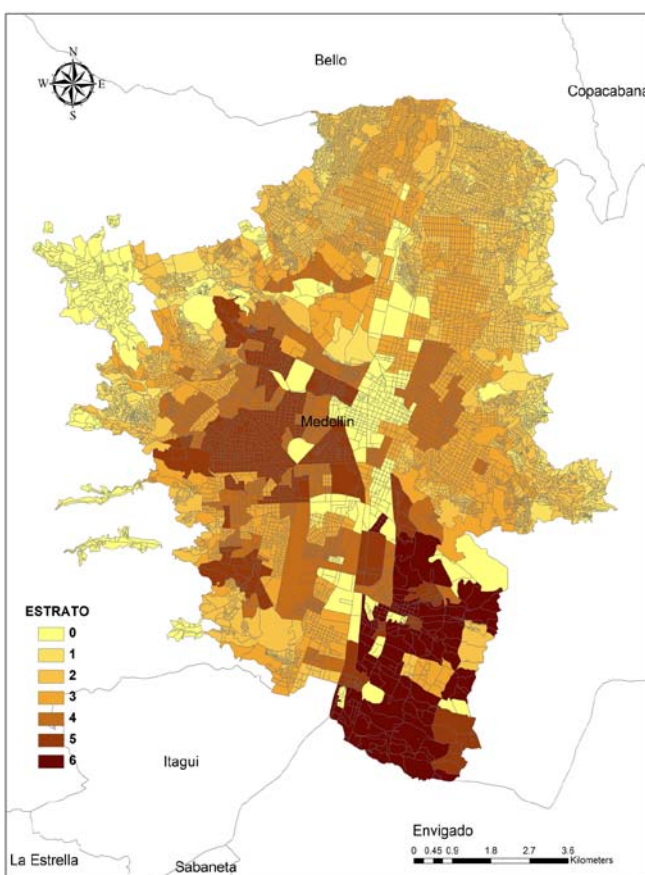 Bello
N
W E
S
Copacabana
Medellin
ESTRATO
0
1
2
3
4
5
6
Itagui
Envigado
0 0.45 0.9 1.8 2.7 3.6
Kilometers
La Estrella
Sabaneta